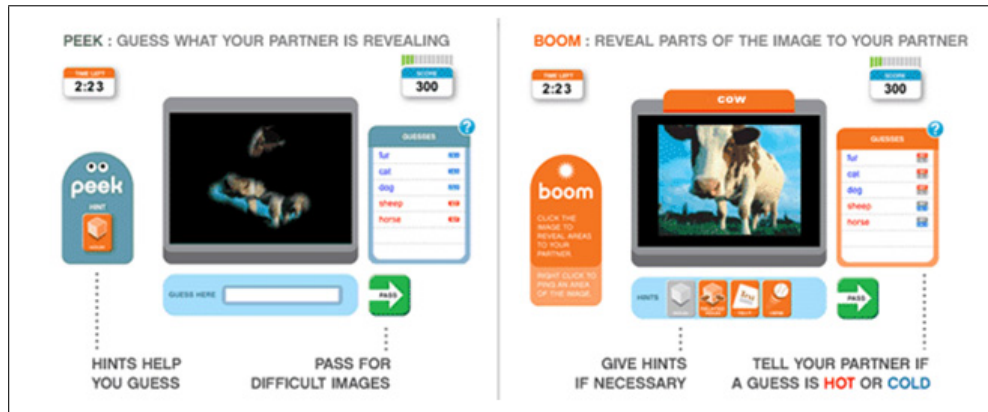 PEEK : GUESS WHAT YOUR PARTNER IS REVEALING
TIME LEFT
2:23
SCORE
300
peek
HINT
NOUN
GUESSES
?
fur
cat
dog
sheep
horse
GUESS HERE
PASS
HINTS HELP
YOU GUESS
PASS FOR
DIFFICULT IMAGES
BOOM : REVEAL PARTS OF THE IMAGE TO YOUR PARTNER
TIME LEFT
2:23
SCORE
300
cow
boom
CLICK THE
IMAGE TO
REVEAL AREAS
TO YOUR
PARTNER.
RIGHT CLICK TO
PING AN AREA
OF THE IMAGE.
GUESSES
?
fur
cat
dog
sheep
horse
HINTS
NOUN
PASS
GIVE HINTS
IF NECESSARY
TELL YOUR PARTNER IF
A GUESS IS HOT OR COLD